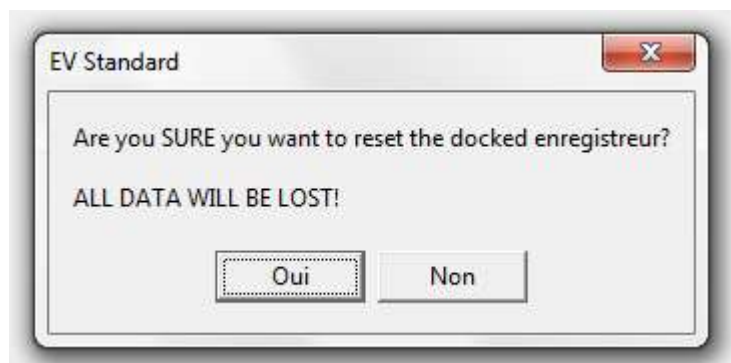 EV Standard
Are you SURE you want to reset the docked enregistreur?
ALL DATA WILL BE LOST!
Oui
Non